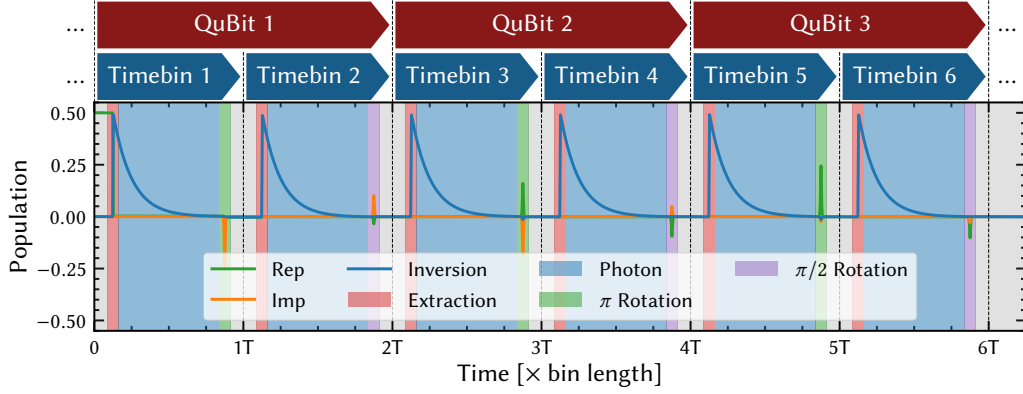 ... QuBit 1 QuBit 2 QuBit 3 ...
... Timebin 1 Timebin 2 Timebin 3 Timebin 4 Timebin 5 Timebin 6 ...
0.50
0.25
0.00
−0.25
−0.50
Population
Rep Inversion Photon π/2 Rotation
Imp Extraction π Rotation
0 1T 2T 3T 4T 5T 6T
Time [× bin length]